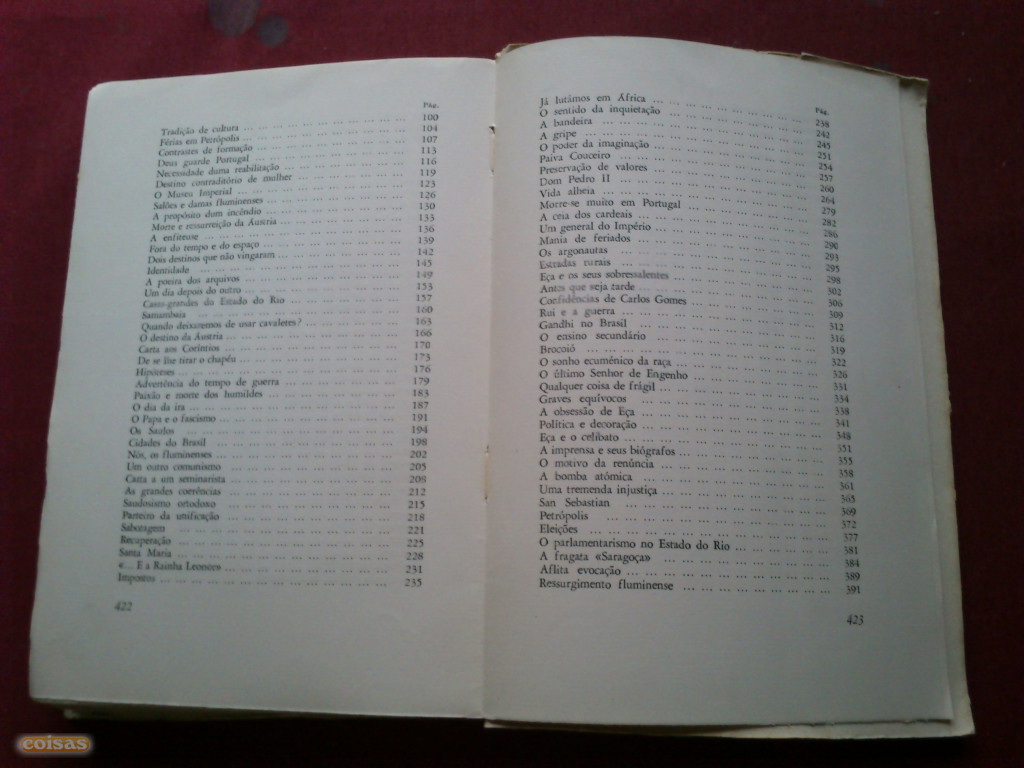 Pág.
Tradição de cultura ... 100
Férias em Petrópolis ... 104
Contrastes de formação ... 107
Deus guarde Portugal ... 113
Necessidade duma reabilitação ... 116
Destino contraditório de mulher ... 119
O Museu Imperial ... 123
Salões e damas fluminenses ... 126
A propósito dum incêndio ... 130
Morte e ressurreição da Áustria ... 133
A enfiteuse ... 136
Fora do tempo e do espaço ... 139
Dois destinos que não vingaram ... 142
Identidade ... 145
A poeira dos arquivos ... 149
Um dia depois do outro ... 153
Casas-grandes do Estado do Rio ... 157
Samambaia ... 160
Quando deixaremos de usar cavaletes? ... 163
O destino da Áustria ... 166
Carta aos Coríntios ... 170
De se lhe tirar o chapéu ... 173
Hipóteses ... 176
Advertência do tempo de guerra ... 179
Paixão e morte dos humildes ... 183
O dia da ira ... 187
O Papa e o fascismo ... 191
Os Saulos ... 194
Cidades do Brasil ... 198
Nós, os fluminenses ... 202
Um outro comunismo ... 205
Carta a um seminarista ... 209
As grandes coerências ... 212
Saudosismo ortodoxo ... 215
Parteiro da unificação ... 218
Sabotagem ... 221
Recuperação ... 225
Santa Maria ... 228
«... E a Rainha Leonor» ... 231
Impostos ... 235
422
Pág.
Já lutámos em África ... 238
O sentido da inquietação ... 242
A bandeira ... 245
A gripe ... 251
O poder da imaginação ... 254
Paiva Couceiro ... 257
Preservação de valores ... 260
Dom Pedro II ... 264
Vida alheia ... 279
Morre-se muito em Portugal ... 282
A ceia dos cardeais ... 286
Um general do Império ... 290
Mania de feriados ... 293
Os argonautas ... 295
Estradas rurais ... 298
Eça e os seus sobressalentes ... 302
Antes que seja tarde ... 306
Confidências de Carlos Gomes ... 309
Rui e a guerra ... 312
Gandhi no Brasil ... 316
O ensino secundário ... 319
Brocoió ... 322
O sonho ecumênico da raça ... 326
O último Senhor de Engenho ... 331
Qualquer coisa de frágil ... 334
Graves equívocos ... 338
A obsessão de Eça ... 341
Política e decoração ... 348
Eça e o celibato ... 351
A imprensa e seus biógrafos ... 355
O motivo da renúncia ... 358
A bomba atômica ... 361
Uma tremenda injustiça ... 365
San Sebastian ... 369
Petrópolis ... 372
Eleições ... 377
O parlamentarismo no Estado do Rio ... 381
A fragata «Saragoça» ... 384
Aflita evocação ... 389
Ressurgimento fluminense ... 391
423
coisas